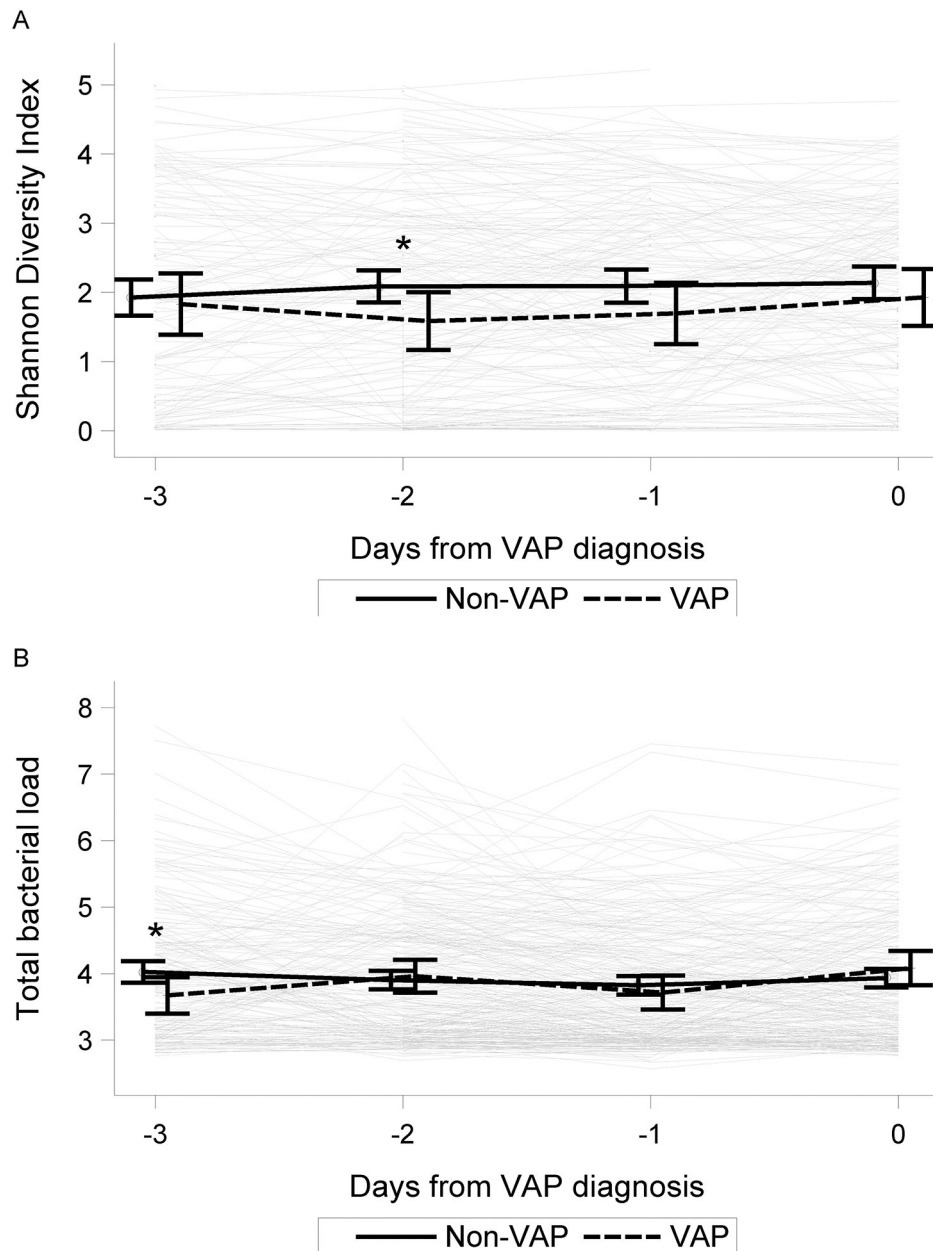 A
Shannon Diversity Index
5
4
3
2
1
0
*
-3 -2 -1 0
Days from VAP diagnosis
Non-VAP VAP
B
Total bacterial load
8
7
6
5
4
3
*
-3 -2 -1 0
Days from VAP diagnosis
Non-VAP VAP